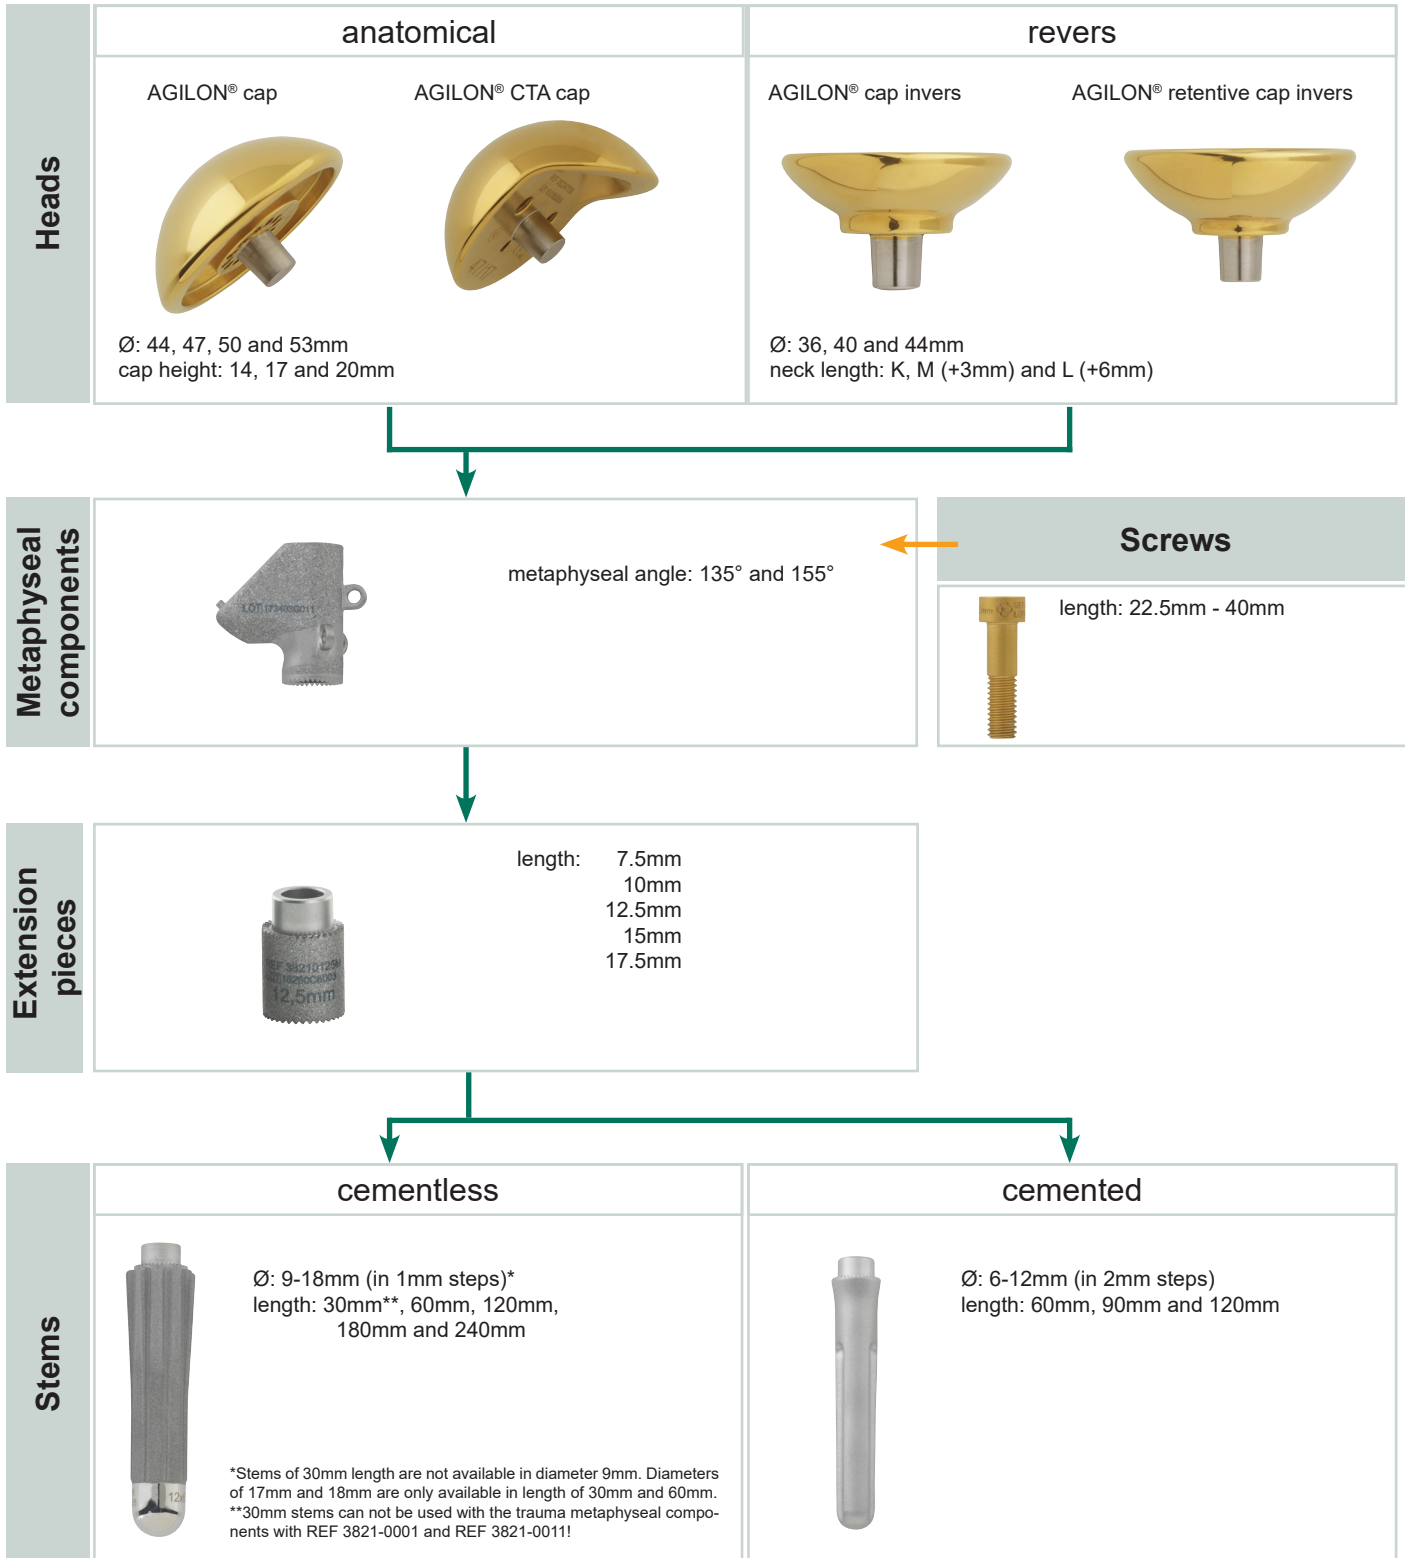 Heads
anatomical
AGILON® cap
AGILON® CTA cap
Ø: 44, 47, 50 and 53mm
cap height: 14, 17 and 20mm
revers
AGILON® cap invers
AGILON® retentive cap invers
Ø: 36, 40 and 44mm
neck length: K, M (+3mm) and L (+6mm)
Metaphyseal
components
metaphyseal angle: 135° and 155°
Screws
length: 22.5mm - 40mm
Extension
pieces
12,5mm
length: 7.5mm
10mm
12.5mm
15mm
17.5mm
Stems
cementless
Ø: 9-18mm (in 1mm steps)*
length: 30mm**, 60mm, 120mm,
180mm and 240mm
*Stems of 30mm length are not available in diameter 9mm. Diameters
of 17mm and 18mm are only available in length of 30mm and 60mm.
**30mm stems can not be used with the trauma metaphyseal compo-
nents with REF 3821-0001 and REF 3821-0011!
cemented
Ø: 6-12mm (in 2mm steps)
length: 60mm, 90mm and 120mm